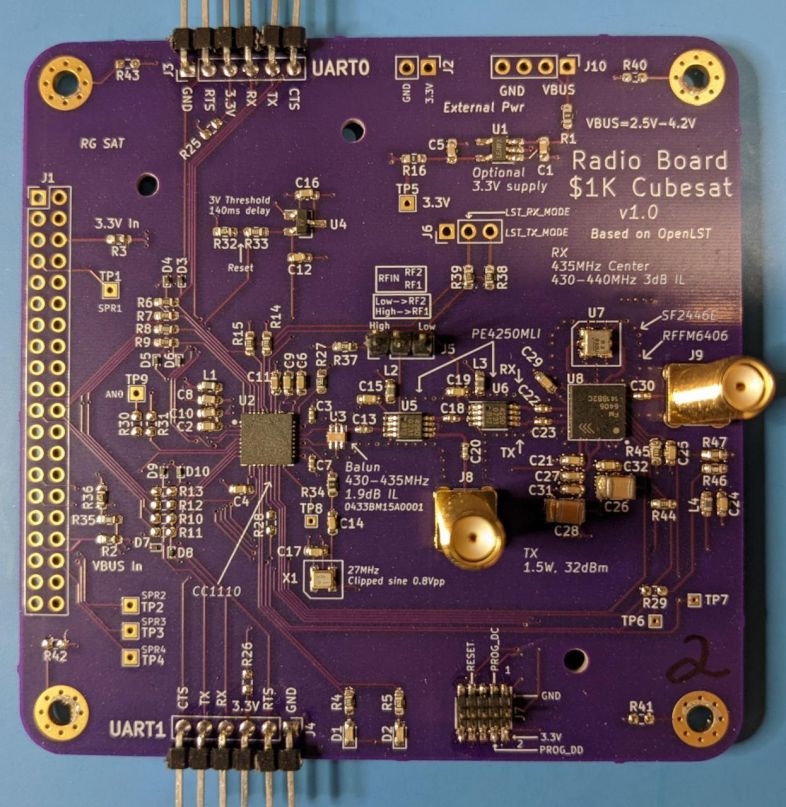 R43
J3
GND
RTS
3.3V
RX
TX
CTS
UART0
GND
3.3V
J2
GND
VBUS
J10
R40
External Pwr
R1
VBUS=2.5V-4.2V
RG SAT
R25
C5
U1
C1
R16
Optional
3.3V supply
Radio Board
$1K Cubesat
v1.0
Based on OpenLST
J1
3V Threshold
140ms delay
C16
U4
TP5
3.3V
LST_RX_MODE
LST_TX_MODE
J6
3.3V In
R3
R32
R33
Reset
C12
RX
435MHz Center
430-440MHz 3dB IL
R39
R38
RFIN
RF2
RF1
Low->RF2
High->RF1
High
Low
J5
TP1
SPR1
D4
D3
R6
R7
R8
R9
D5
D6
R15
R14
R37
PE4250MLI
U7
SF2446E
RFFM6406
J9
TP9
AN0
R30
R31
L1
C8
C10
C2
U2
C11
C9
C6
R27
L2
C15
C13
U5
L3
C19
C18
U6
RX
C29
C22
C23
U8
C30
C3
U3
C7
R34
TP8
C14
Balun
430-435MHz
1.9dB IL
0433BM15A0001
C20
J8
TX
C21
C27
C31
C28
C26
C32
R45
C25
R47
R46
R44
L4
C24
D9
D10
R13
R12
R10
R11
D7
D8
C4
R28
R36
R35
R2
VBUS In
CC1110
C17
X1
27MHz
Clipped sine 0.8Vpp
TX
1.5W, 32dBm
R29
TP7
TP6
SPR2
TP2
SPR3
TP3
SPR4
TP4
R42
2
RESET
PROG_DC
1
GND
J7
3.3V
2
PROG_DD
R41
UART1
CTS
TX
RX
3.3V
R26
RTS
GND
J4
R4
D1
R5
D2